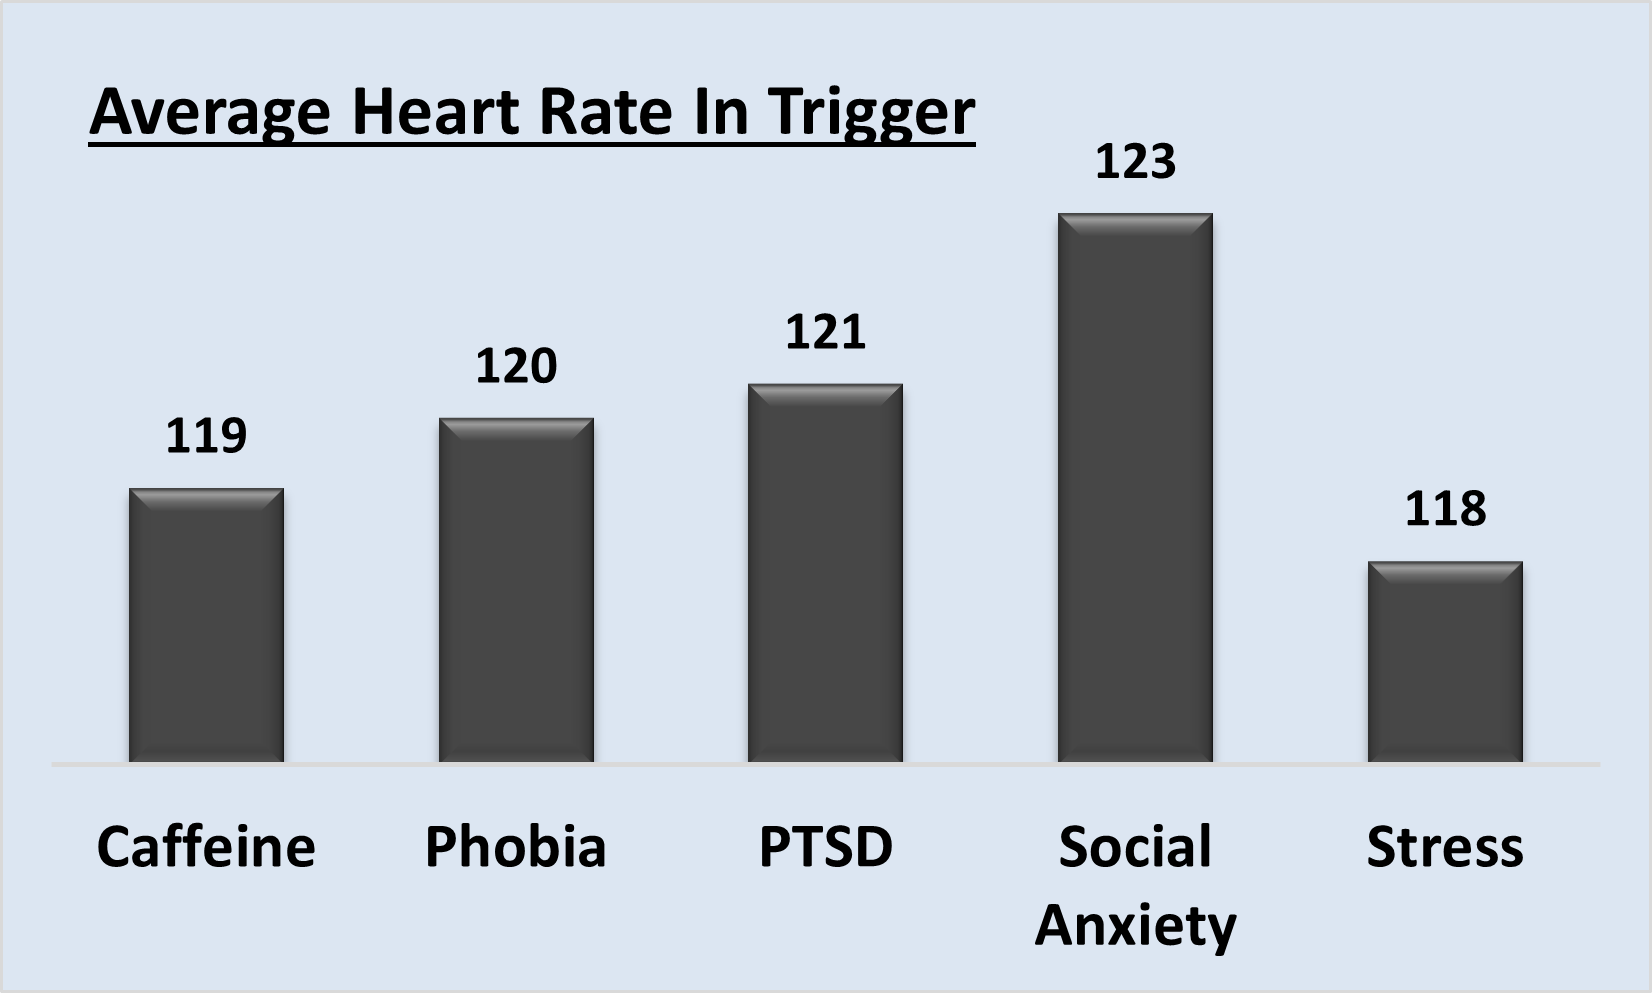 Average Heart Rate In Trigger
123
121
120
119
118
Caffeine
Phobia
PTSD
Social
Anxiety
Stress